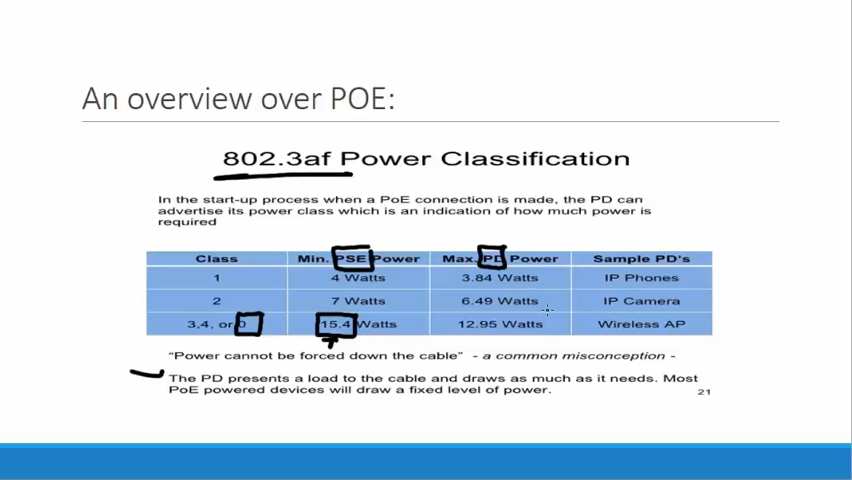 An overview over POE:
802.3af Power Classification
In the start-up process when a PoE connection is made, the PD can
advertise its power class which is an indication of how much power is
required
Class Min. PSE Power Max. PD Power Sample PD's
1 4 Watts 3.84 Watts IP Phones
2 7 Watts 6.49 Watts IP Camera
3,4, or 0 15.4 Watts 12.95 Watts Wireless AP
"Power cannot be forced down the cable" - a common misconception -
The PD presents a load to the cable and draws as much as it needs. Most
PoE powered devices will draw a fixed level of power.
21